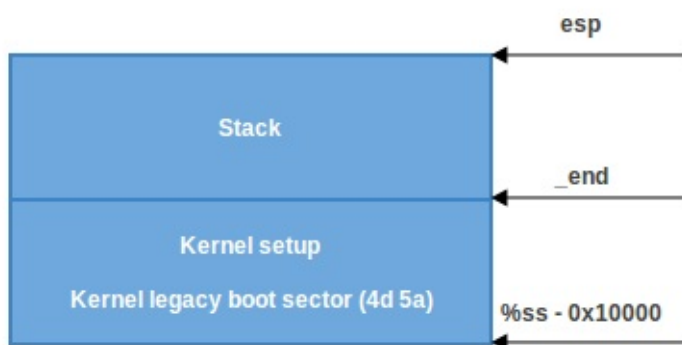 esp
Stack
_end
Kernel setup
Kernel legacy boot sector (4d 5a)
%ss - 0x10000